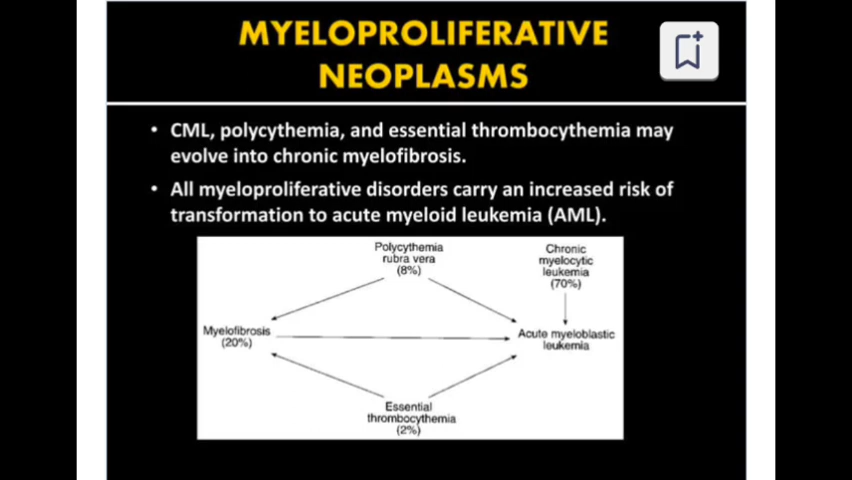 MYELOPROLIFERATIVE
NEOPLASMS
• CML, polycythemia, and essential thrombocythemia may
evolve into chronic myelofibrosis.
• All myeloproliferative disorders carry an increased risk of
transformation to acute myeloid leukemia (AML).
Polycythemia
rubra vera
(8%)
Chronic
myelocytic
leukemia
(70%)
Myelofibrosis
(20%)
Acute myeloblastic
leukemia
Essential
thrombocythemia
(2%)